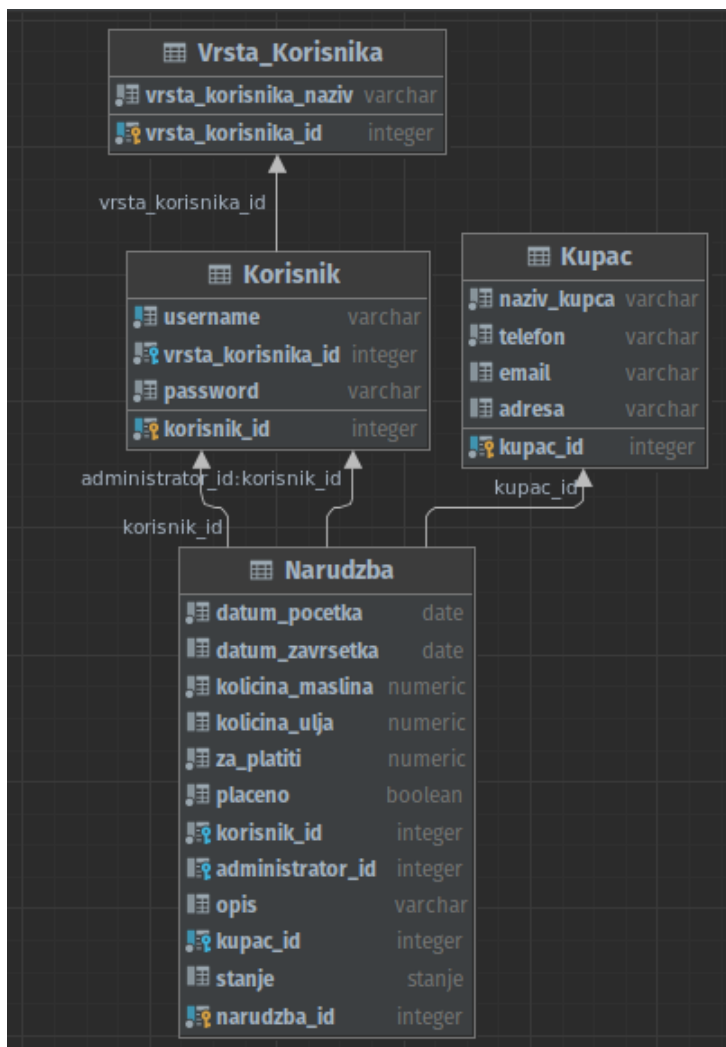 Vrsta_Korisnika
vrsta_korisnika_naziv varchar
vrsta_korisnika_id integer
vrsta_korisnika_id
Korisnik
username varchar
vrsta_korisnika_id integer
password varchar
korisnik_id integer
Kupac
naziv_kupca varchar
telefon varchar
email varchar
adresa varchar
kupac_id integer
administrator_id:korisnik_id
kupac_id
korisnik_id
Narudzba
datum_pocetka date
datum_zavrsetka date
kolicina_maslina numeric
kolicina_ulja numeric
za_platiti numeric
placeno boolean
korisnik_id integer
administrator_id integer
opis varchar
kupac_id integer
stanje stanje
narudzba_id integer